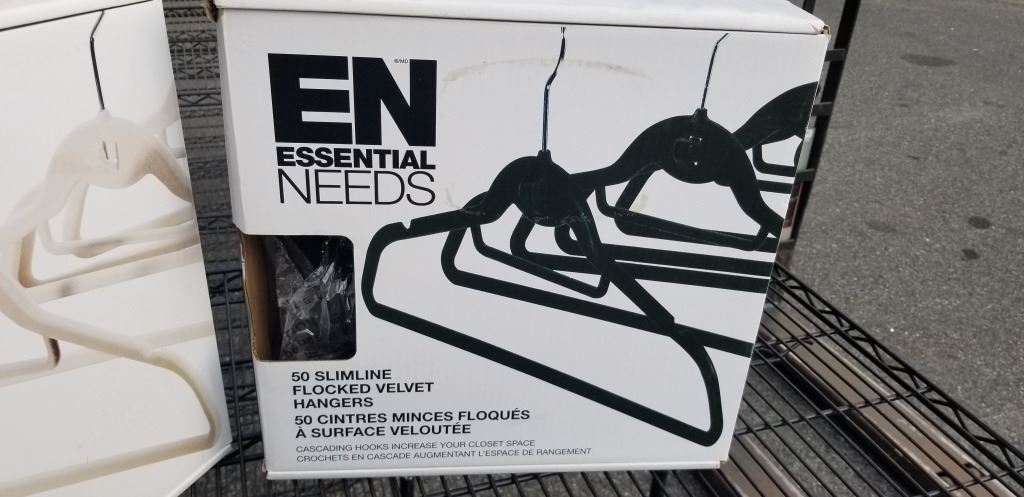 EN ®/MD
ESSENTIAL
NEEDS
50 SLIMLINE
FLOCKED VELVET
HANGERS
50 CINTRES MINCES FLOQUÉS
À SURFACE VELOUTÉE
CASCADING HOOKS INCREASE YOUR CLOSET SPACE
CROCHETS EN CASCADE AUGMENTANT L'ESPACE DE RANGEMENT